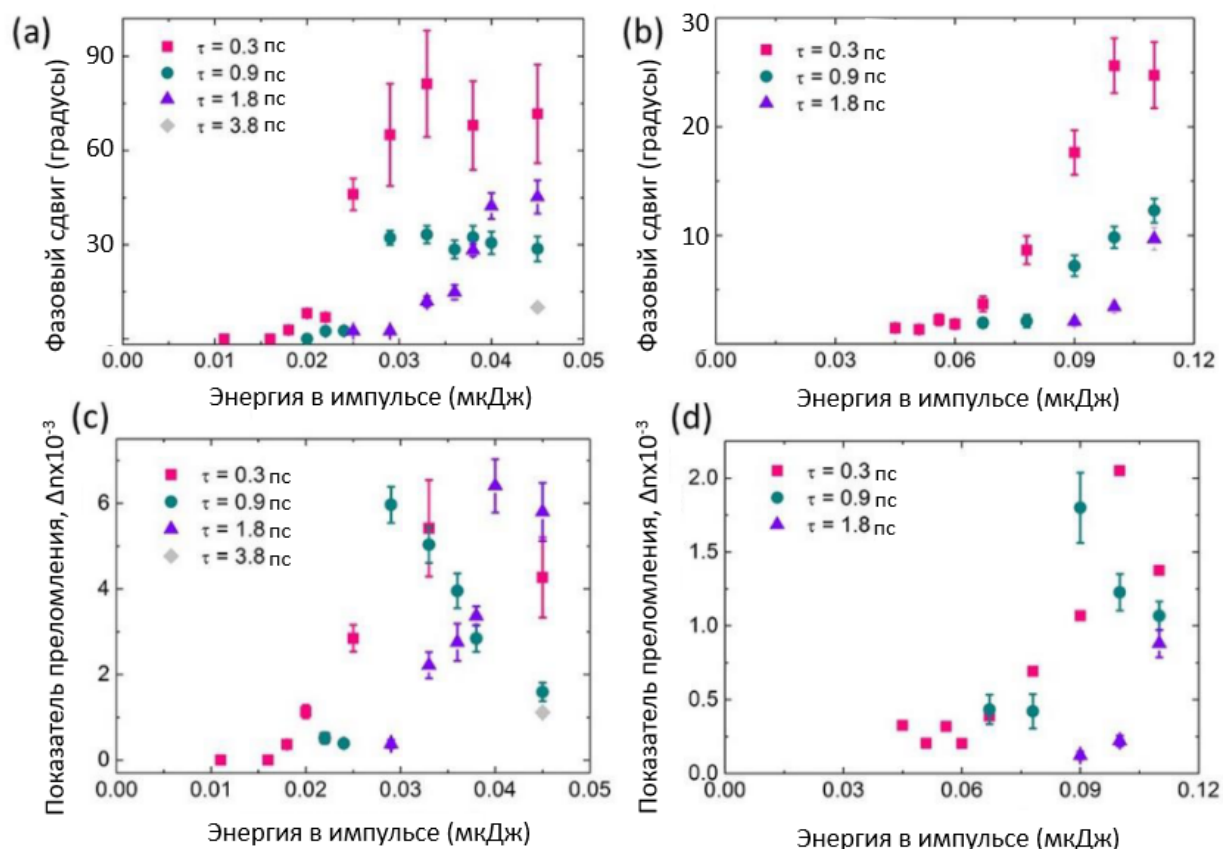 (a)
τ = 0.3 пс
τ = 0.9 пс
τ = 1.8 пс
τ = 3.8 пс
90
60
30
Фазовый сдвиг (градусы)
0.00 0.01 0.02 0.03 0.04 0.05
Энергия в импульсе (мкДж)
(b)
τ = 0.3 пс
τ = 0.9 пс
τ = 1.8 пс
30
20
10
0
Фазовый сдвиг (градусы)
0.00 0.03 0.06 0.09 0.12
Энергия в импульсе (мкДж)
(c)
τ = 0.3 пс
τ = 0.9 пс
τ = 1.8 пс
τ = 3.8 пс
6
4
2
0
Показатель преломления, Δnx10⁻³
0.00 0.01 0.02 0.03 0.04 0.05
Энергия в импульсе (мкДж)
(d)
τ = 0.3 пс
τ = 0.9 пс
τ = 1.8 пс
2.0
1.5
1.0
0.5
0.0
Показатель преломления, Δnx10⁻³
0.00 0.03 0.06 0.09 0.12
Энергия в импульсе (мкДж)